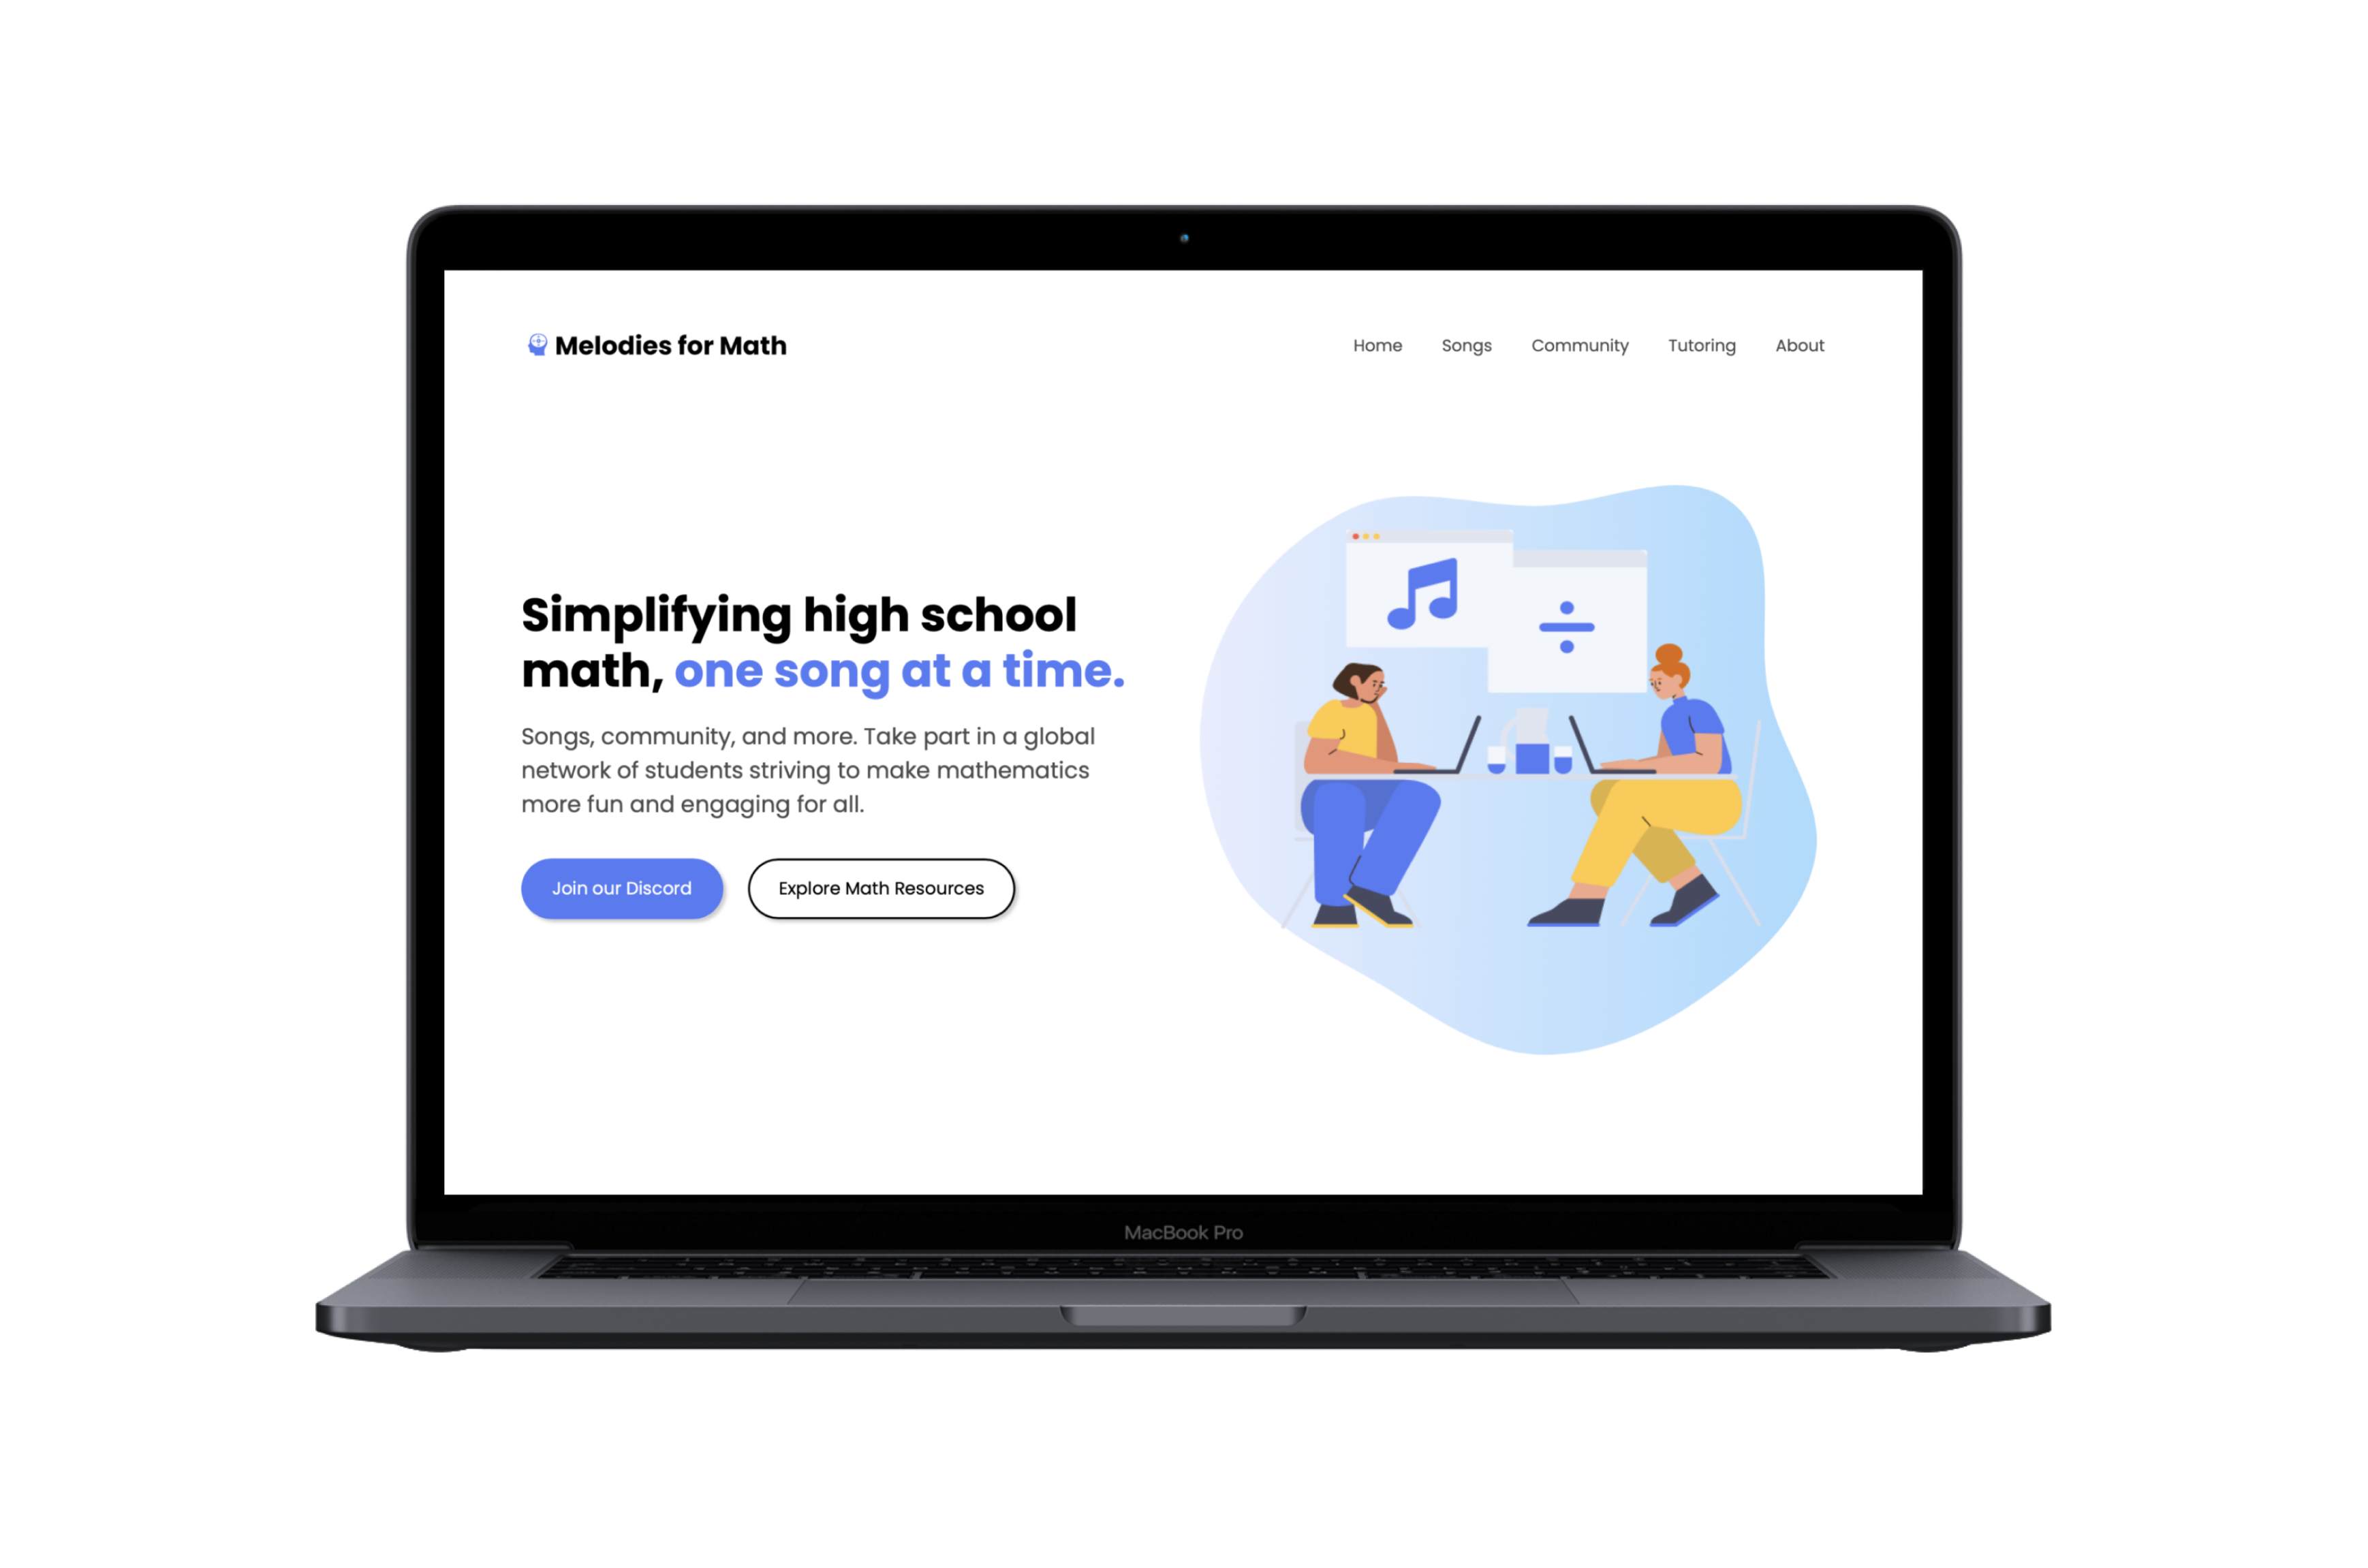 Melodies for Math
Home Songs Community Tutoring About
Simplifying high school
math, one song at a time.
Songs, community, and more. Take part in a global
network of students striving to make mathematics
more fun and engaging for all.
Join our Discord Explore Math Resources
MacBook Pro